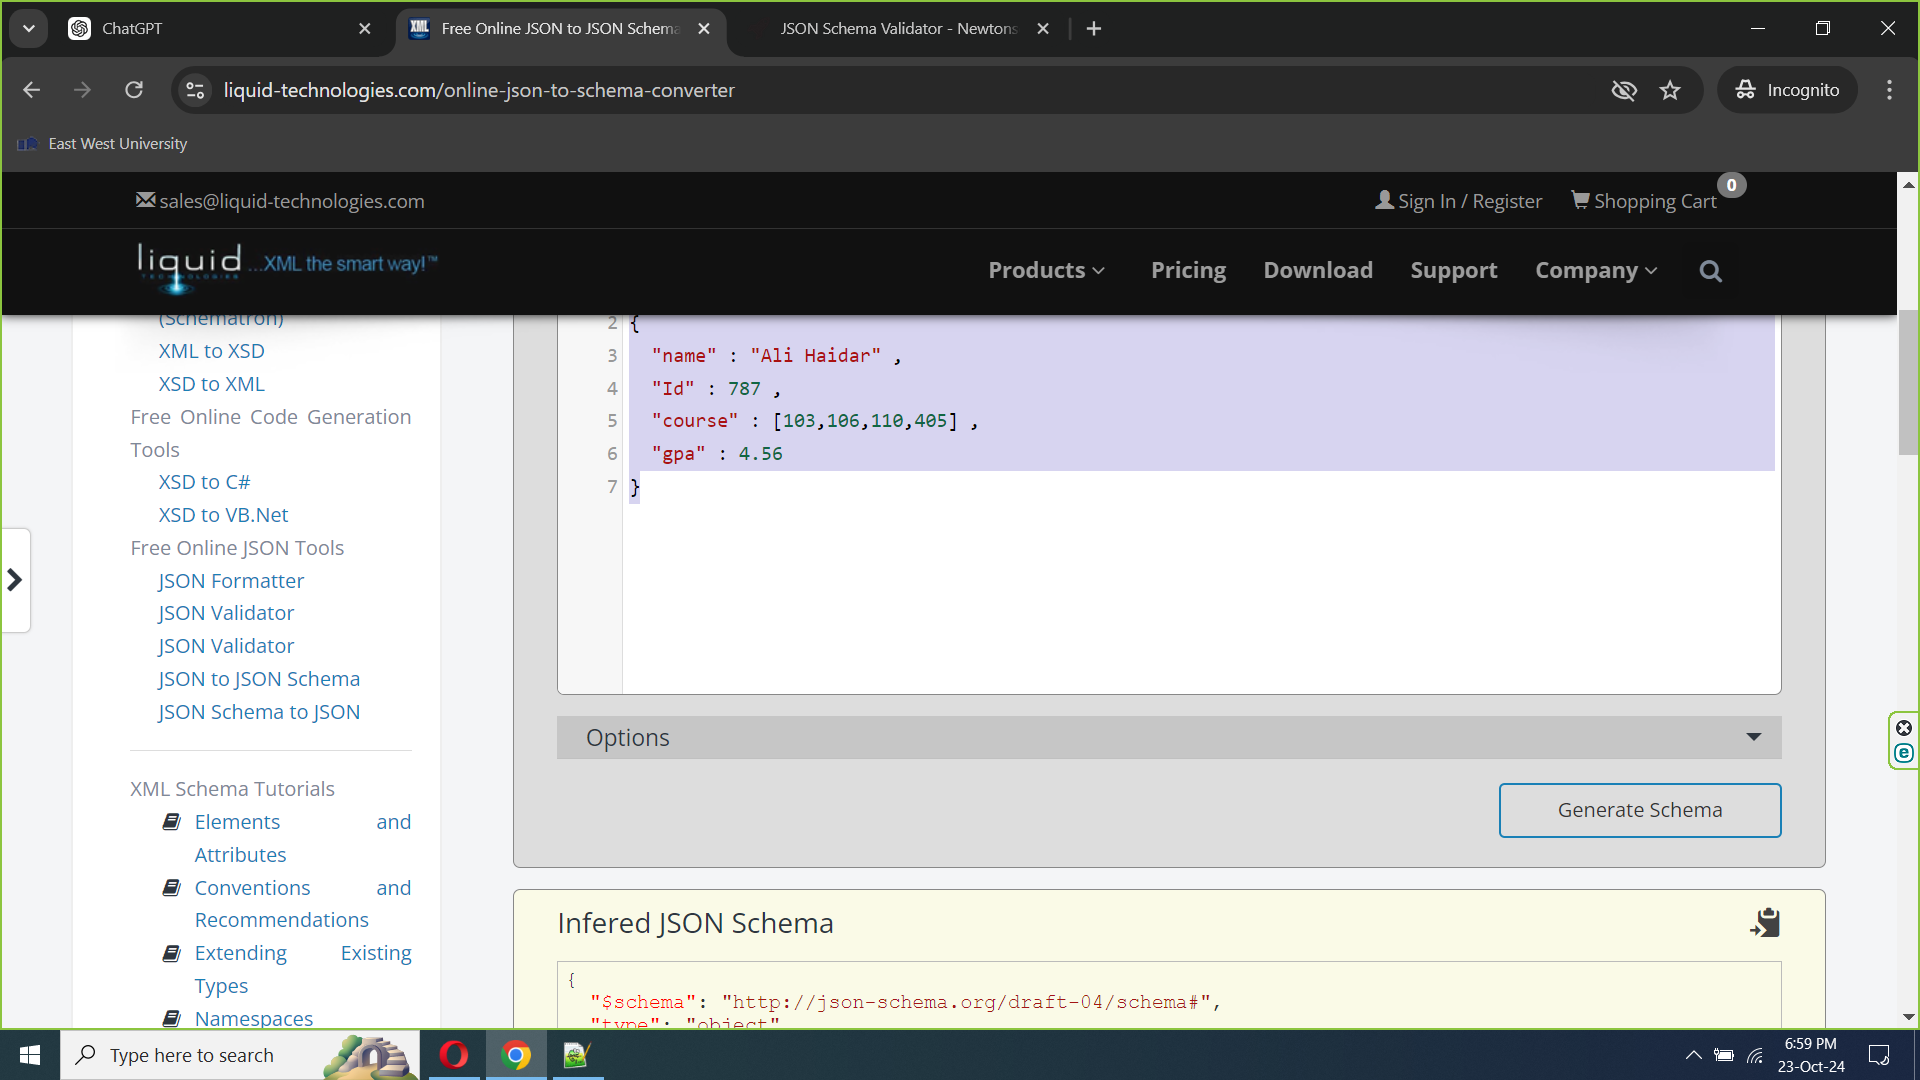 ChatGPT
Free Online JSON to JSON Schema
JSON Schema Validator - Newtons
liquid-technologies.com/online-json-to-schema-converter
Incognito
East West University
sales@liquid-technologies.com
Sign In / Register
Shopping Cart
0
liquid
TECHNOLOGIES
...XML the smart way!™
Products
Pricing
Download
Support
Company
(Schematron)
XML to XSD
XSD to XML
Free Online Code Generation
Tools
XSD to C#
XSD to VB.Net
Free Online JSON Tools
JSON Formatter
JSON Validator
JSON Validator
JSON to JSON Schema
JSON Schema to JSON
XML Schema Tutorials
Elements and
Attributes
Conventions and
Recommendations
Extending Existing
Types
Namespaces
2 {
3 "name" : "Ali Haidar" ,
4 "Id" : 787 ,
5 "course" : [103,106,110,405] ,
6 "gpa" : 4.56
7 }
Options
Generate Schema
Infered JSON Schema
{
"$schema": "http://json-schema.org/draft-04/schema#",
"type": "object"
Type here to search
6:59 PM
23-Oct-24